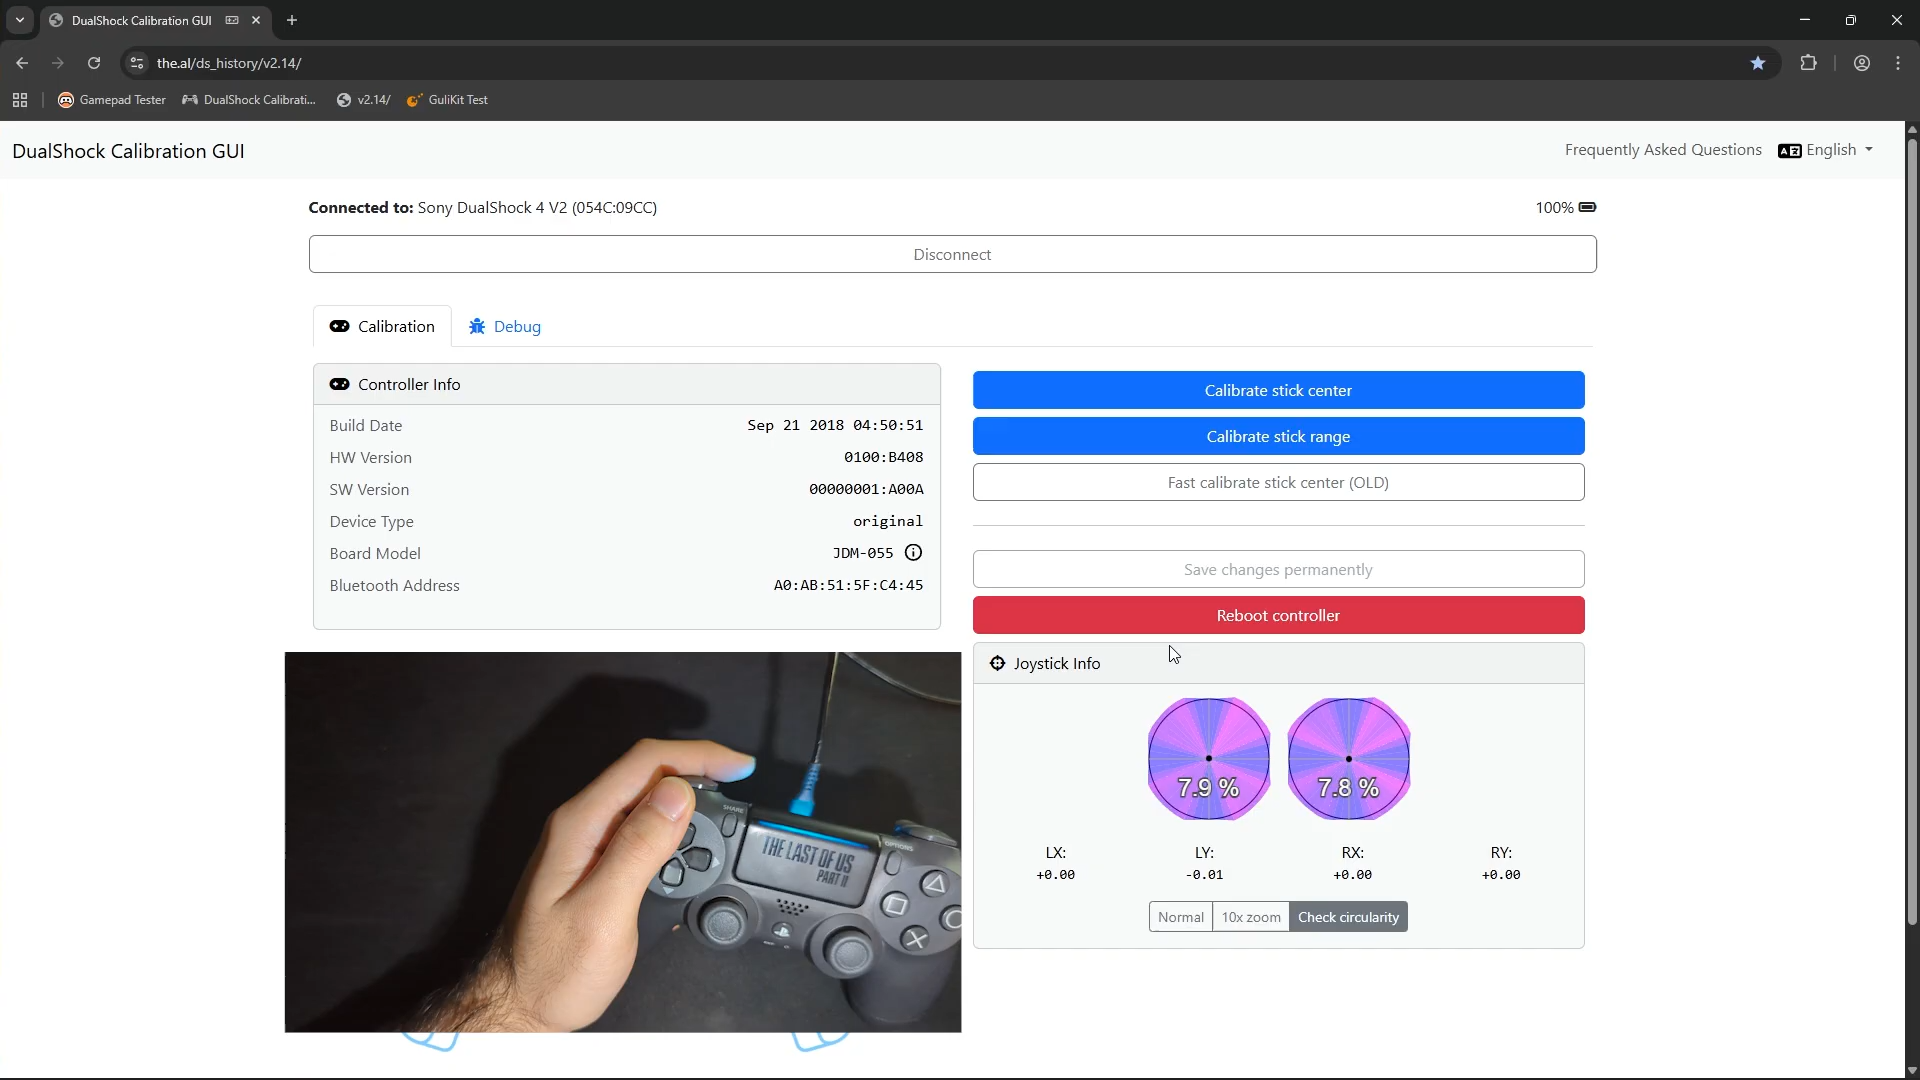 DualShock Calibration GUI
the.al/ds_history/v2.14/
Gamepad Tester
DualShock Calibrati...
v2.14/
GuliKit Test
DualShock Calibration GUI
Frequently Asked Questions
English
Connected to: Sony DualShock 4 V2 (054C:09CC)
100%
Disconnect
Calibration
Debug
Controller Info
Build Date Sep 21 2018 04:50:51
HW Version 0100:B408
SW Version 00000001:A00A
Device Type original
Board Model JDM-055
Bluetooth Address A0:AB:51:5F:C4:45
Calibrate stick center
Calibrate stick range
Fast calibrate stick center (OLD)
Save changes permanently
Reboot controller
Joystick Info
7.9 % 7.8 %
LX: LY: RX: RY:
+0.00 -0.01 +0.00 +0.00
Normal 10x zoom Check circularity
SHARE
OPTIONS
THE LAST OF US
PART II